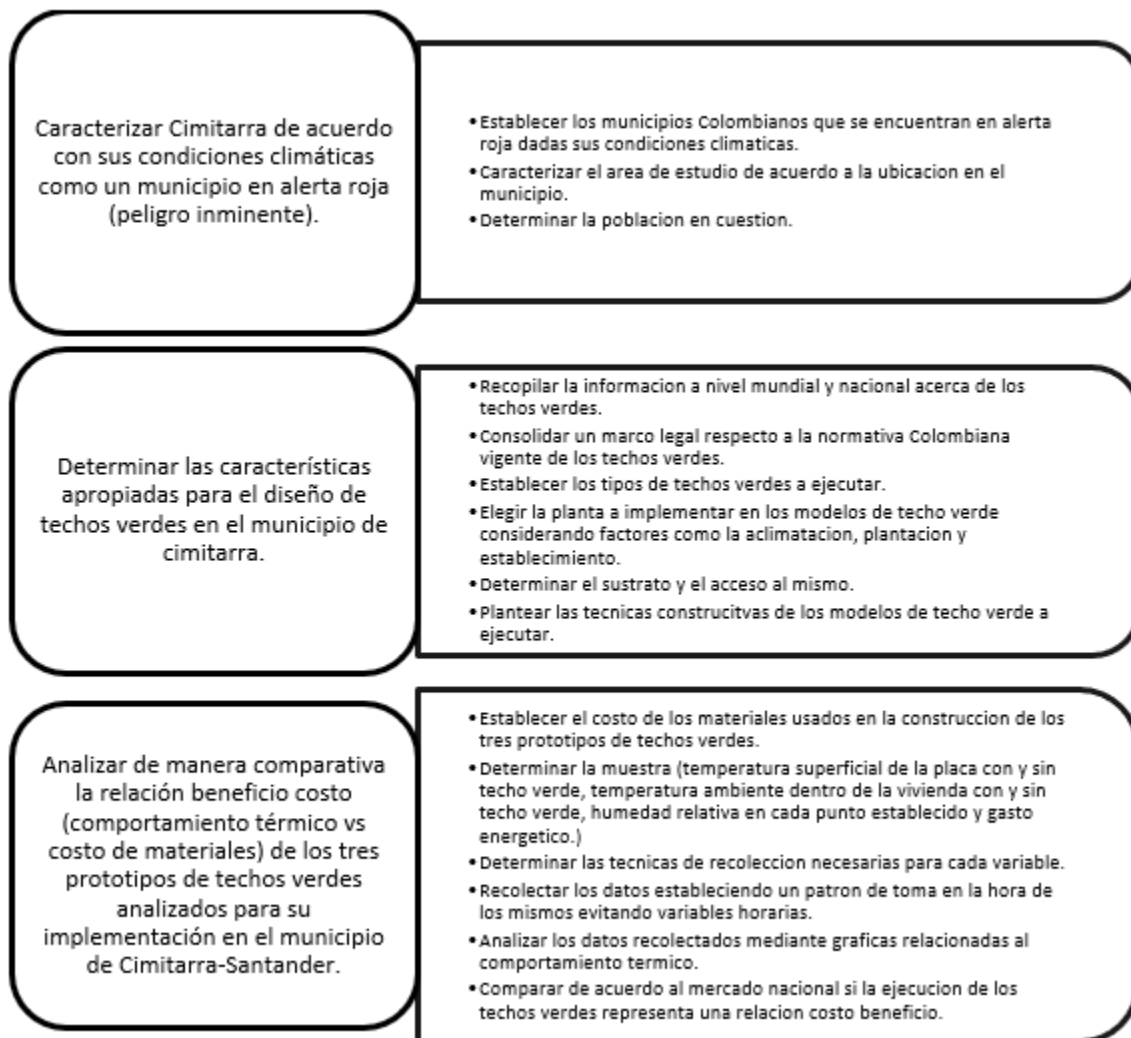 Caracterizar Cimitarra de acuerdo
con sus condiciones climáticas
como un municipio en alerta roja
(peligro inminente).
•Establecer los municipios Colombianos que se encuentran en alerta
roja dadas sus condiciones climaticas.
•Caracterizar el area de estudio de acuerdo a la ubicacion en el
municipio.
•Determinar la poblacion en cuestion.
Determinar las características
apropiadas para el diseño de
techos verdes en el municipio de
cimitarra.
•Recopilar la informacion a nivel mundial y nacional acerca de los
techos verdes.
•Consolidar un marco legal respecto a la normativa Colombiana
vigente de los techos verdes.
•Establecer los tipos de techos verdes a ejecutar.
•Elegir la planta a implementar en los modelos de techo verde
considerando factores como la aclimatacion, plantacion y
establecimiento.
•Determinar el sustrato y el acceso al mismo.
•Plantear las tecnicas construcitvas de los modelos de techo verde a
ejecutar.
Analizar de manera comparativa
la relación beneficio costo
(comportamiento térmico vs
costo de materiales) de los tres
prototipos de techos verdes
analizados para su
implementación en el municipio
de Cimitarra-Santander.
•Establecer el costo de los materiales usados en la construccion de los
tres prototipos de techos verdes.
•Determinar la muestra (temperatura superficial de la placa con y sin
techo verde, temperatura ambiente dentro de la vivienda con y sin
techo verde, humedad relativa en cada punto establecido y gasto
energetico.)
•Determinar las tecnicas de recoleccion necesarias para cada variable.
•Recolectar los datos estableciendo un patron de toma en la hora de
los mismos evitando variables horarias.
•Analizar los datos recolectados mediante graficas relacionadas al
comportamiento termico.
•Comparar de acuerdo al mercado nacional si la ejecucion de los
techos verdes representa una relacion costo beneficio.